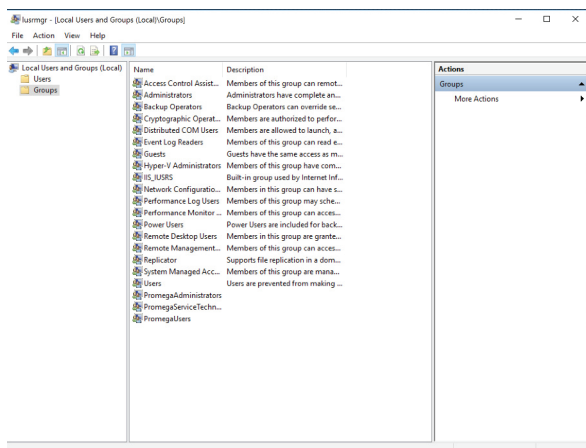 lusrmgr - [Local Users and Groups (Local)\Groups]
File Action View Help
Local Users and Groups (Local)
Users
Groups
Name Description
Access Control Assist... Members of this group can remot...
Administrators Administrators have complete an...
Backup Operators Backup Operators can override se...
Cryptographic Operat... Members are authorized to perfor...
Distributed COM Users Members are allowed to launch, a...
Event Log Readers Members of this group can read e...
Guests Guests have the same access as m...
Hyper-V Administrators Members of this group have com...
IIS_IUSRS Built-in group used by Internet Inf...
Network Configuratio... Members in this group can have s...
Performance Log Users Members of this group may sche...
Performance Monitor ... Members of this group can acces...
Power Users Power Users are included for back...
Remote Desktop Users Members in this group are grante...
Remote Management... Members of this group can acces...
Replicator Supports file replication in a dom...
System Managed Acc... Members of this group are mana...
Users Users are prevented from making ...
PromegaAdministrators
PromegaServiceTechn...
PromegaUsers
Actions
Groups
More Actions